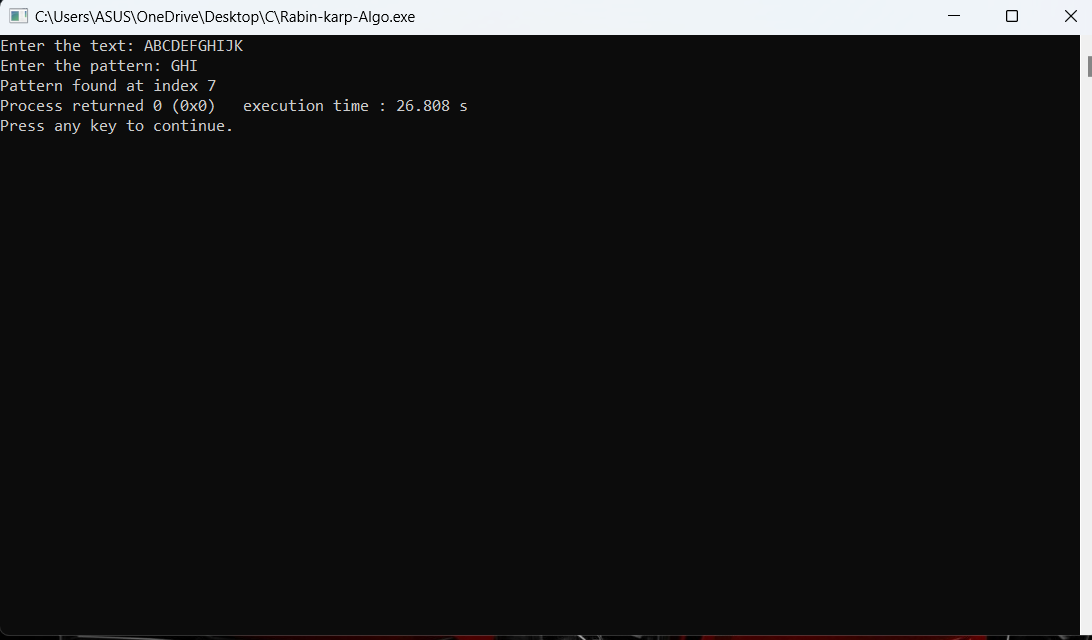 C:\Users\ASUS\OneDrive\Desktop\C\Rabin-karp-Algo.exe
Enter the text: ABCDEFGHIJK
Enter the pattern: GHI
Pattern found at index 7
Process returned 0 (0x0)   execution time : 26.808 s
Press any key to continue.